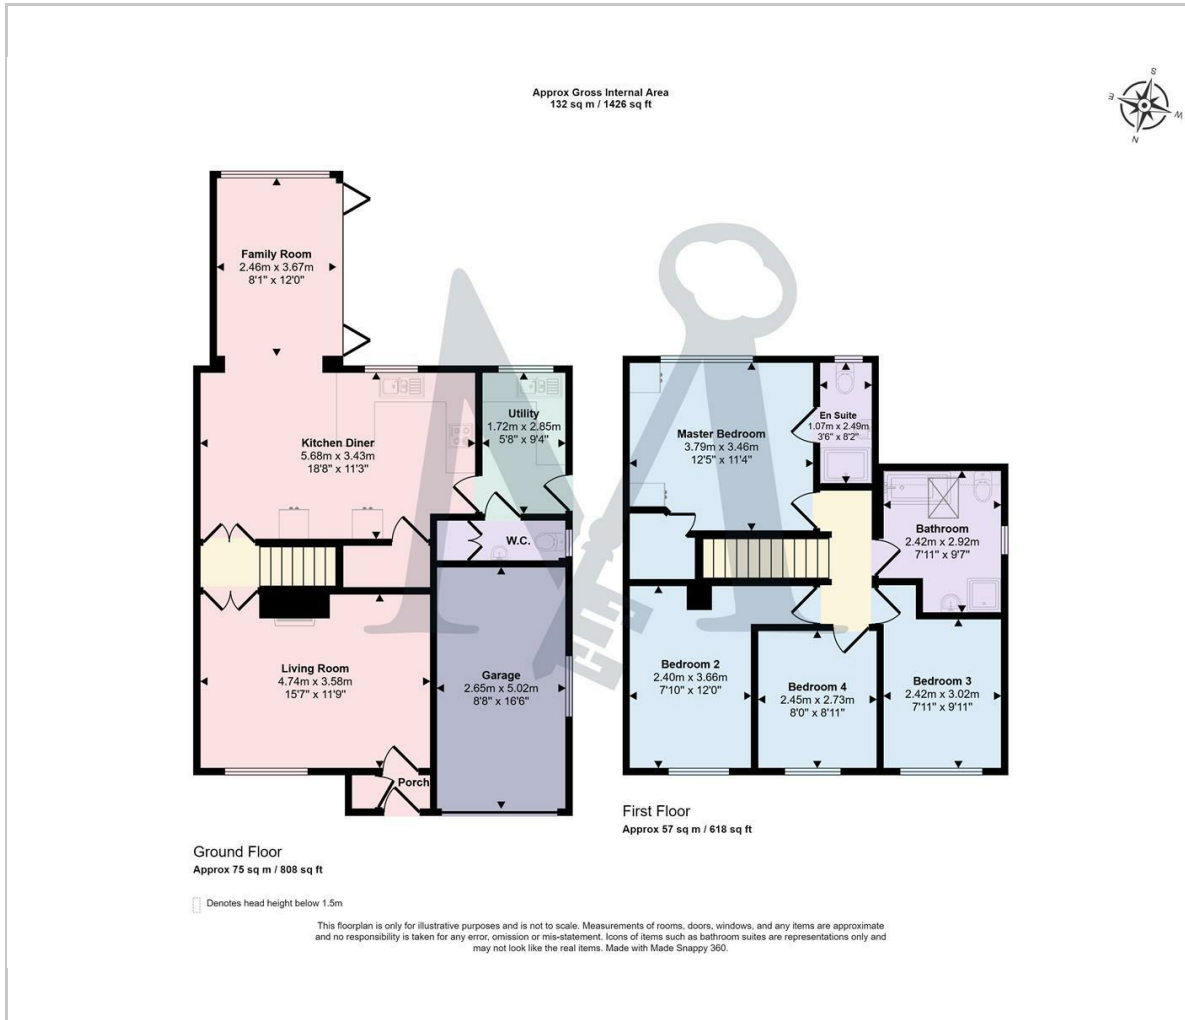 Approx Gross Internal Area
132 sq m / 1426 sq ft
S
E
W
N
Family Room
2.46m x 3.67m
8'1" x 12'0"
Kitchen Diner
5.68m x 3.43m
18'8" x 11'3"
Utility
1.72m x 2.85m
5'8" x 9'4"
W.C.
Living Room
4.74m x 3.58m
15'7" x 11'9"
Garage
2.65m x 5.02m
8'8" x 16'6"
Porch
Ground Floor
Approx 75 sq m / 808 sq ft
Master Bedroom
3.79m x 3.46m
12'5" x 11'4"
En Suite
1.07m x 2.49m
3'6" x 8'2"
Bathroom
2.42m x 2.92m
7'11" x 9'7"
Bedroom 2
2.40m x 3.66m
7'10" x 12'0"
Bedroom 4
2.45m x 2.73m
8'0" x 8'11"
Bedroom 3
2.42m x 3.02m
7'11" x 9'11"
First Floor
Approx 57 sq m / 618 sq ft
Denotes head height below 1.5m
This floorplan is only for illustrative purposes and is not to scale. Measurements of rooms, doors, windows, and any items are approximate
and no responsibility is taken for any error, omission or mis-statement. Icons of items such as bathroom suites are representations only and
may not look like the real items. Made with Made Snappy 360.